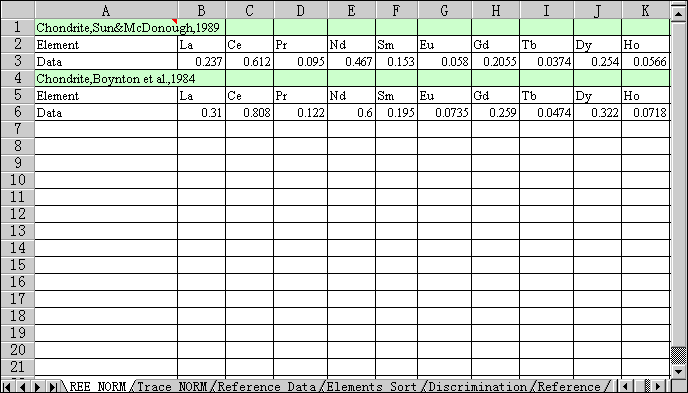 A B C D E F G H I J K
1 Chondrite,Sun&McDonough,1989
2 Element La Ce Pr Nd Sm Eu Gd Tb Dy Ho
3 Data 0.237 0.612 0.095 0.467 0.153 0.058 0.2055 0.0374 0.254 0.0566
4 Chondrite,Boynton et al.,1984
5 Element La Ce Pr Nd Sm Eu Gd Tb Dy Ho
6 Data 0.31 0.808 0.122 0.6 0.195 0.0735 0.259 0.0474 0.322 0.0718
7
8
9
10
11
12
13
14
15
16
17
18
19
20
21
REE NORM Trace NORM Reference Data Elements Sort Discrimination Reference